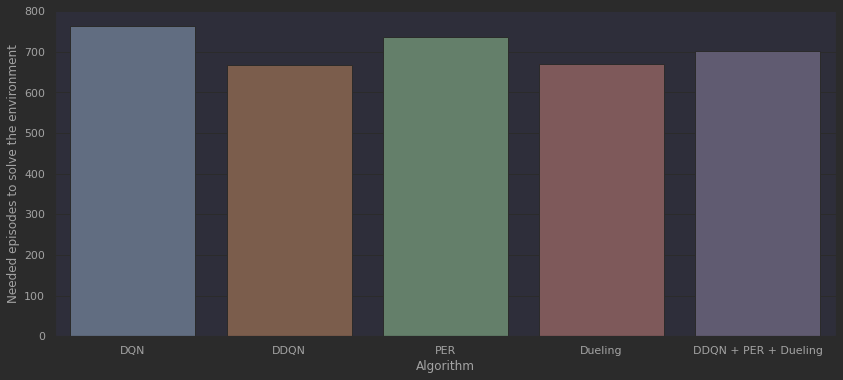 Needed episodes to solve the environment
800
700
600
500
400
300
200
100
0
DQN
DDQN
PER
Dueling
DDQN + PER + Dueling
Algorithm